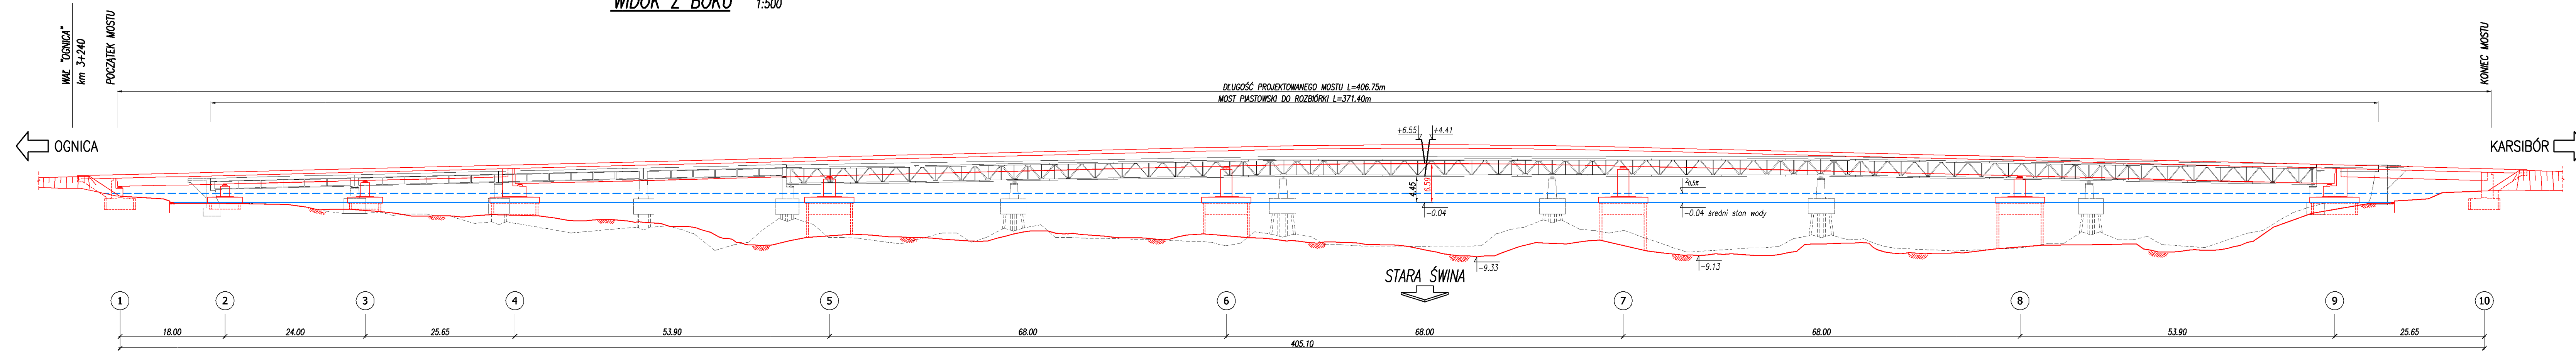 WIDOK Z BOKU 1:500
WAŁ "OGNICA"
km 3+240
POCZĄTEK MOSTU
KONIEC MOSTU
DŁUGOŚĆ PROJEKTOWANEGO MOSTU L=406.75m
MOST PIASTOWSKI DO ROZBIÓRKI L=371.40m
+6.55 +4.41
OGNICA
KARSIBÓR
4.45
6.59
Z0,5%
-0.04
-0.04 średni stan wody
-9.33
-9.13
STARA ŚWINA
1 2 3 4 5 6 7 8 9 10
18.00 24.00 25.65 53.90 68.00 68.00 68.00 53.90 25.65
405.10